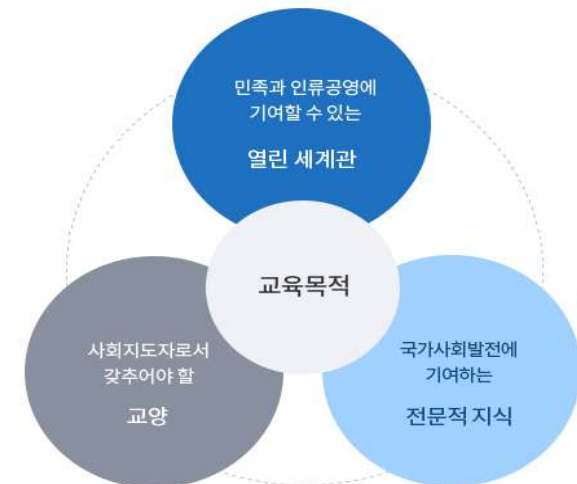 민족과 인류공영에
기여할 수 있는
열린 세계관
교육목적
사회지도자로서
갖추어야 할
교양
국가사회발전에
기여하는
전문적 지식